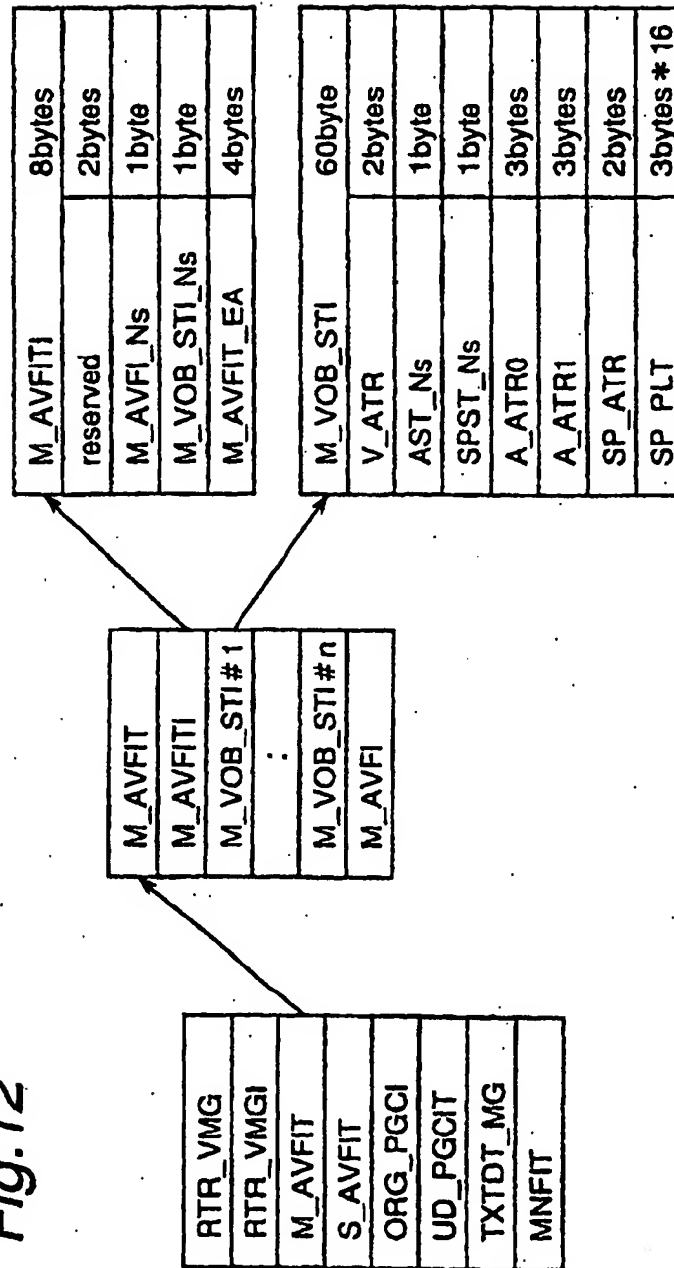 Fig.12
RTR_VMG
RTR_VMGI
M_AVFIT
S_AVFIT
ORG_PGCI
UD_PGCIT
TXTDT_MG
MNFIT
M_AVFIT
M_AVFITI
M_VOB_STI#1
:
M_VOB_STI#n
M_AVFI
M_AVFITI 8bytes
reserved 2bytes
M_AVFI_Ns 1byte
M_VOB_STI_Ns 1byte
M_AVFIT_EA 4bytes
M_VOB_STI 60byte
V_ATR 2bytes
AST_Ns 1byte
SPST_Ns 1byte
A_ATR0 3bytes
A_ATR1 3bytes
SP_ATR 2bytes
SP_PLT 3bytes*16